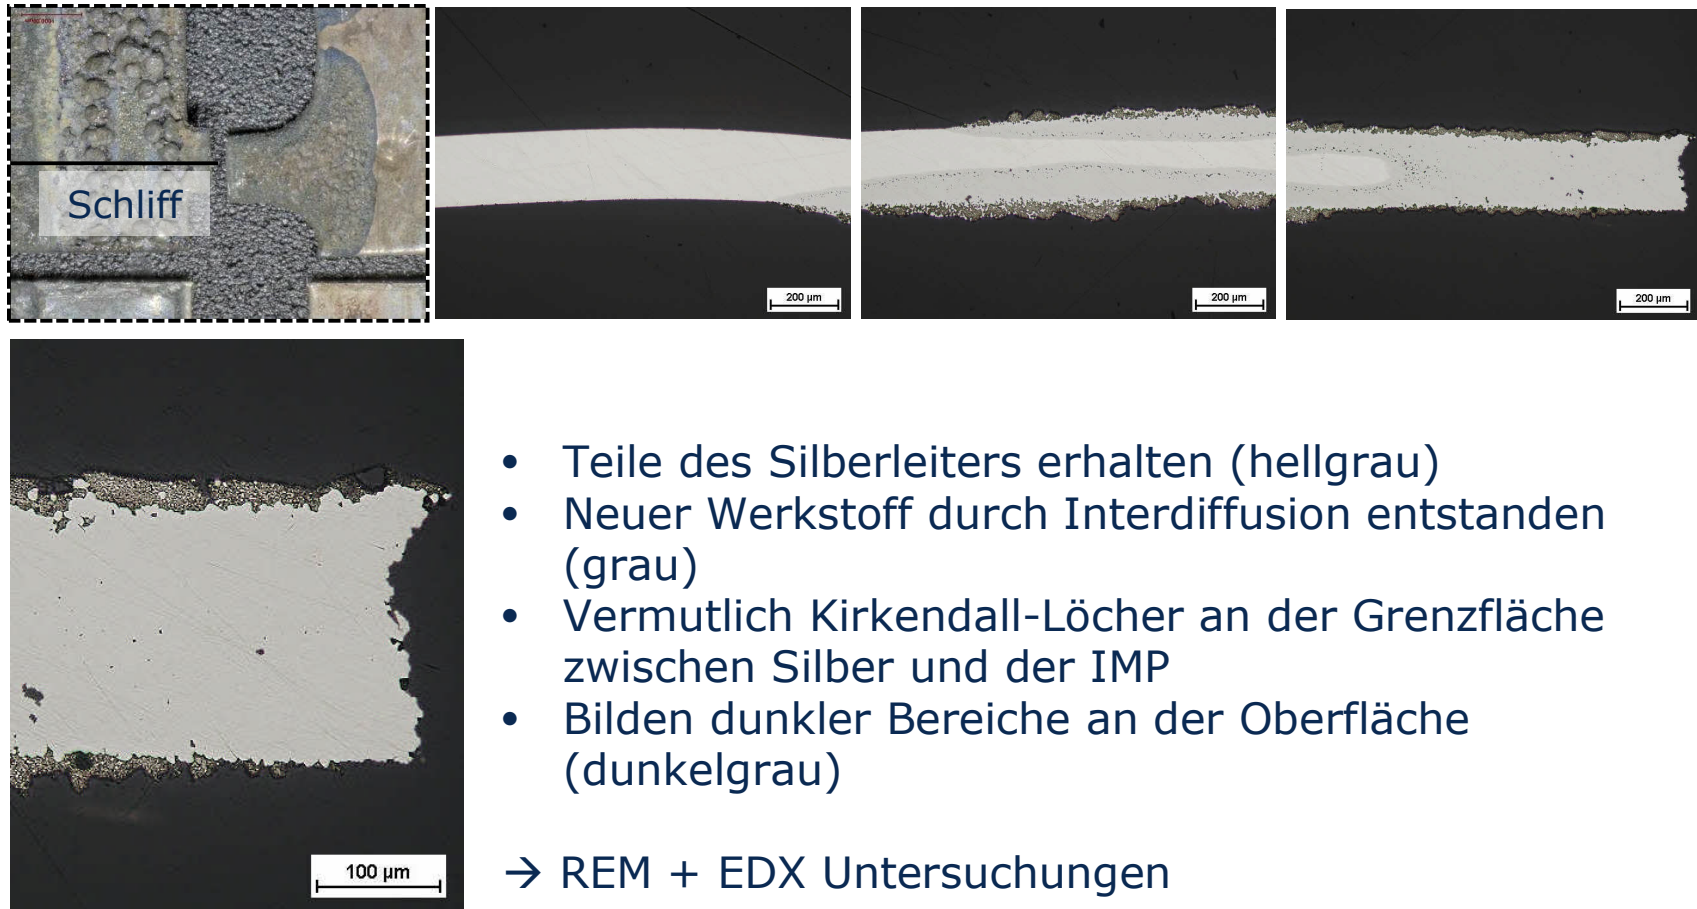 Schliff
200 µm
200 µm
200 µm
100 µm
• Teile des Silberleiters erhalten (hellgrau)
• Neuer Werkstoff durch Interdiffusion entstanden
(grau)
• Vermutlich Kirkendall-Löcher an der Grenzfläche
zwischen Silber und der IMP
• Bilden dunkler Bereiche an der Oberfläche
(dunkelgrau)
→ REM + EDX Untersuchungen